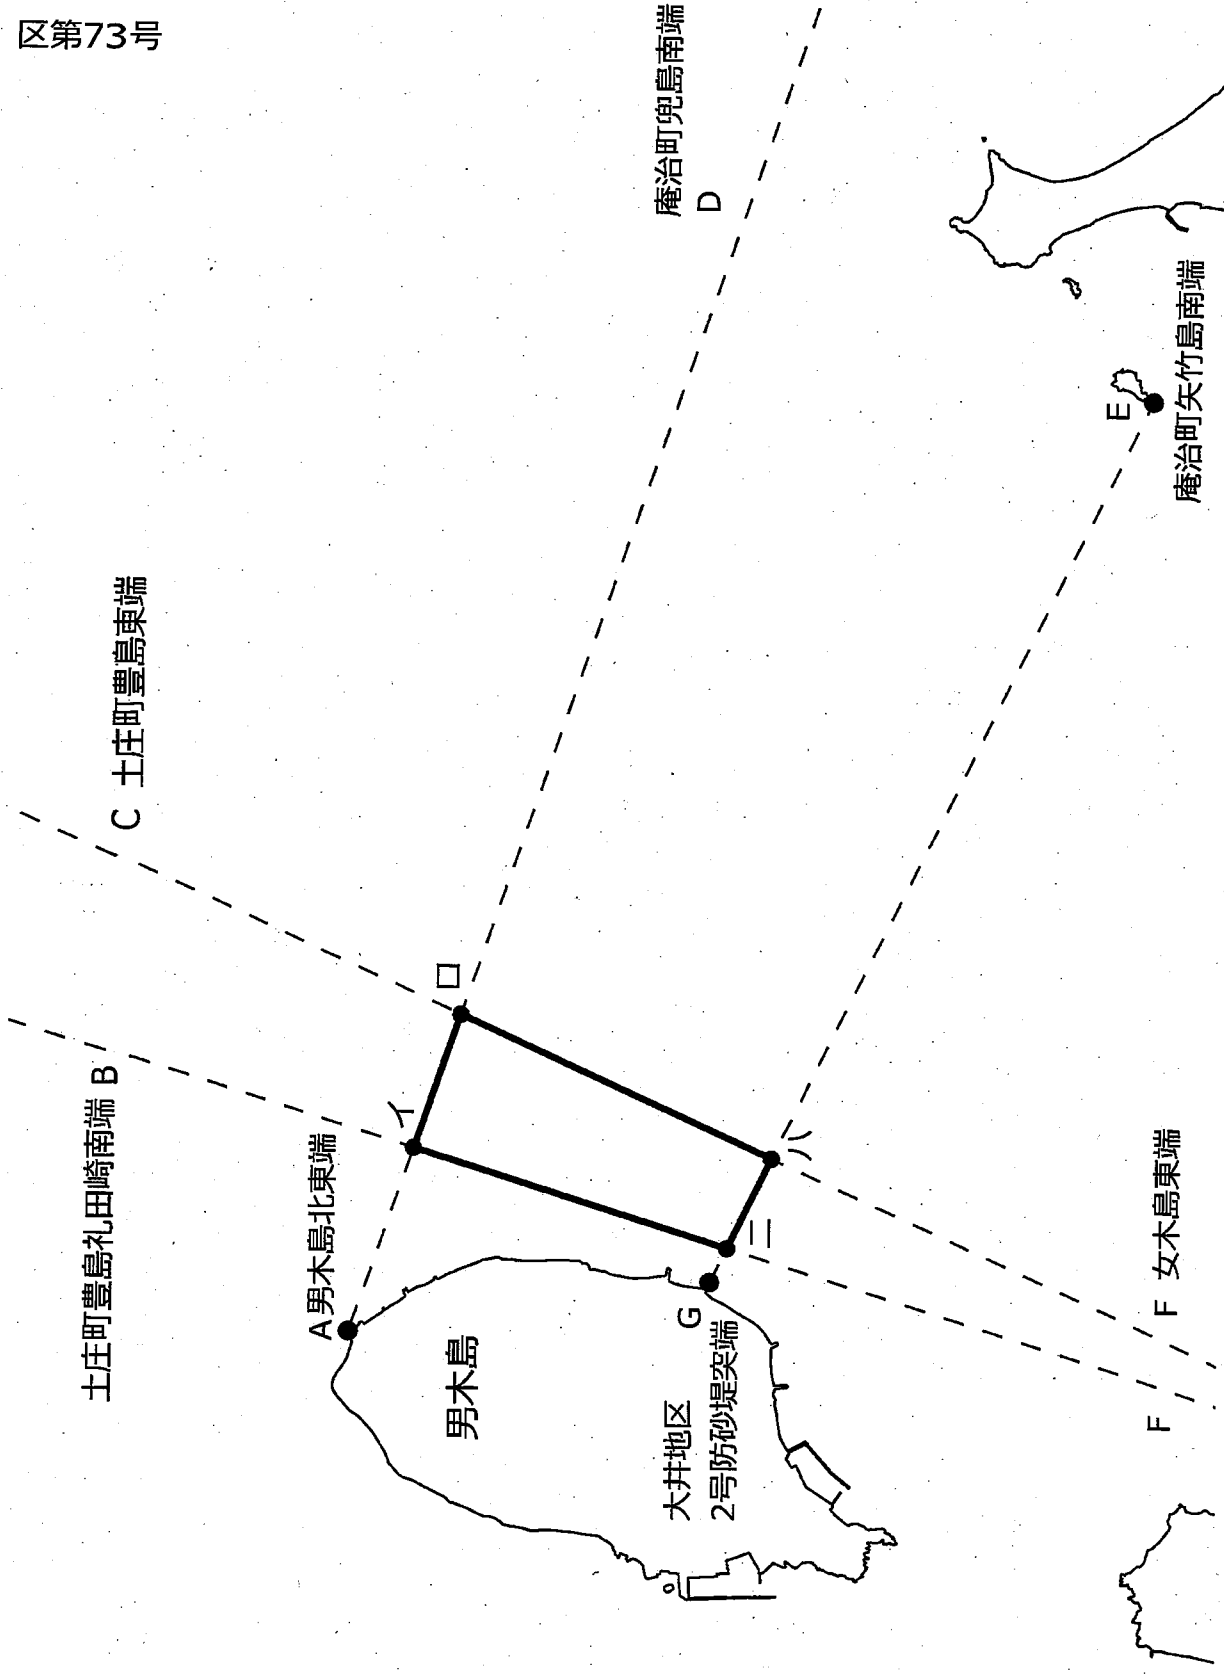 区第73号
庵治町兜島南端
D
土庄町豊島東端
C
土庄町豊島礼田崎南端 B
A 男木島北東端
イ
ロ
ハ
ニ
男木島
G
大井地区
2号防砂堤突端
E
庵治町矢竹島南端
F 女木島東端
F